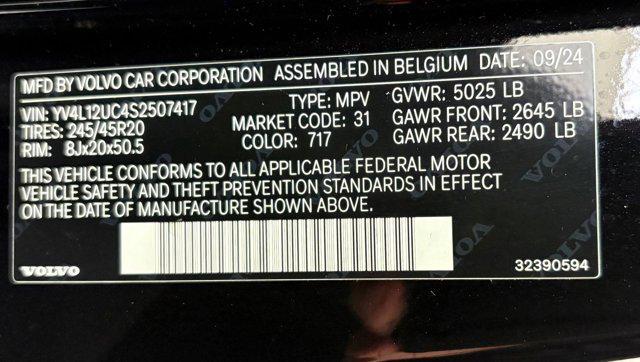 MFD BY VOLVO CAR CORPORATION ASSEMBLED IN BELGIUM DATE: 09/24
VIN: YV4L12UC4S2507417 TYPE: MPV GVWR: 5025 LB
TIRES: 245/45R20 MARKET CODE: 31 GAWR FRONT: 2645 LB
RIM: 8Jx20x50.5 COLOR: 717 GAWR REAR: 2490 LB
THIS VEHICLE CONFORMS TO ALL APPLICABLE FEDERAL MOTOR
VEHICLE SAFETY AND THEFT PREVENTION STANDARDS IN EFFECT
ON THE DATE OF MANUFACTURE SHOWN ABOVE.
VOLVO 32390594